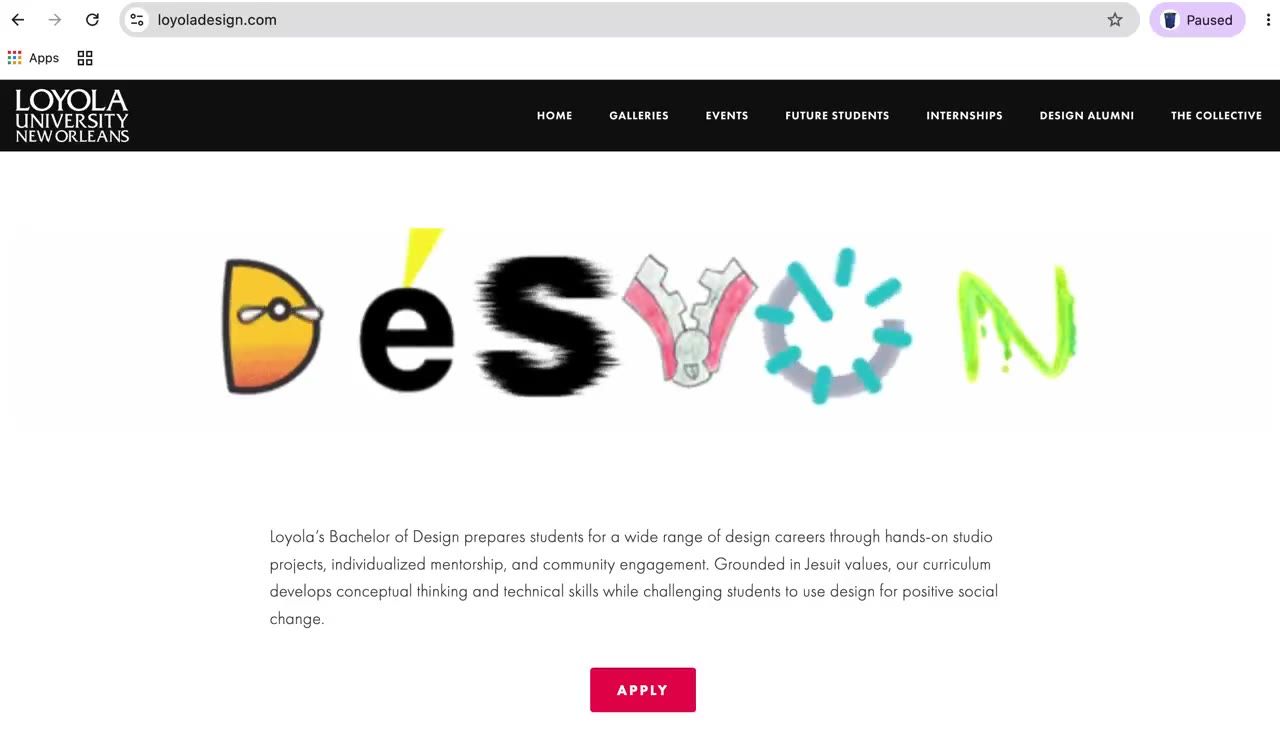 loyoladesign.com
Paused
Apps
LOYOLA
UNIVERSITY
NEW ORLEANS
HOME GALLERIES EVENTS FUTURE STUDENTS INTERNSHIPS DESIGN ALUMNI THE COLLECTIVE
DéSYGN
Loyola's Bachelor of Design prepares students for a wide range of design careers through hands-on studio
projects, individualized mentorship, and community engagement. Grounded in Jesuit values, our curriculum
develops conceptual thinking and technical skills while challenging students to use design for positive social
change.
APPLY